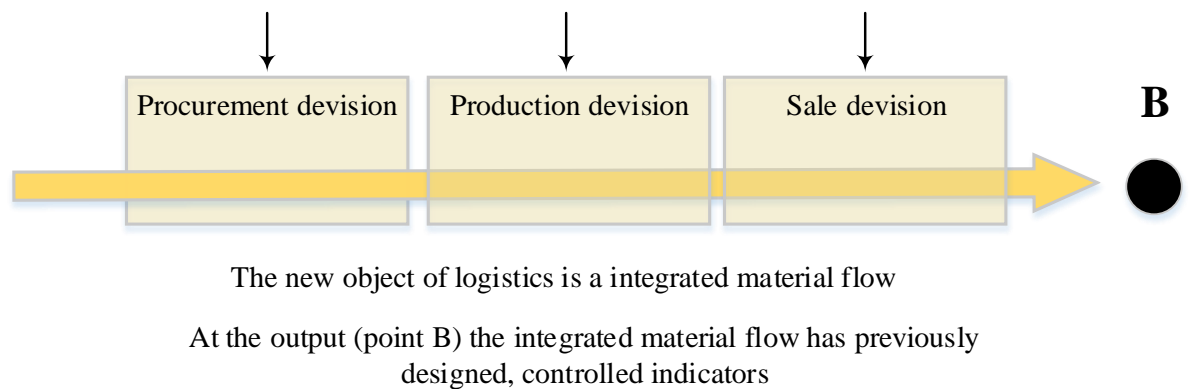 Procurement devision
Production devision
Sale devision
B
The new object of logistics is a integrated material flow
At the output (point B) the integrated material flow has previously
designed, controlled indicators